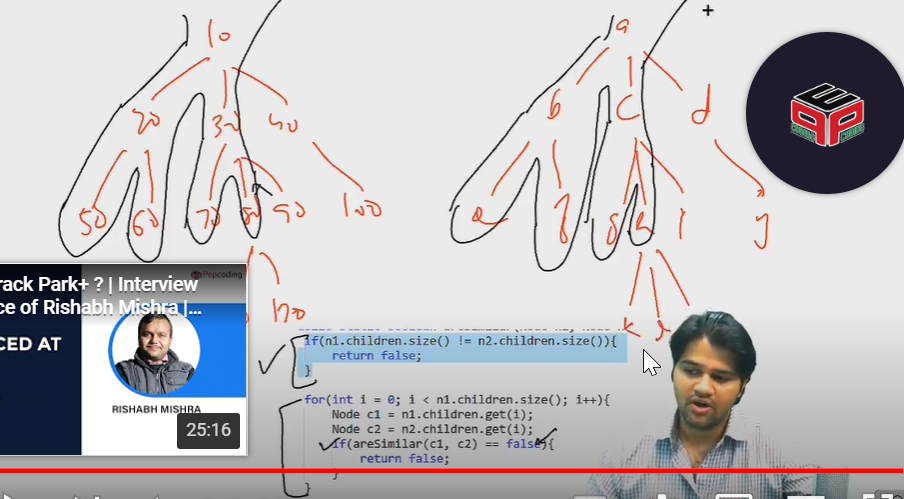 10
a
20 30 40
b c d
50 60 70 80 90 100
e f g h i j
120
k l
Pepcoding
rack Park+ ? | Interview
ce of Rishabh Mishra |...
CED AT
RISHABH MISHRA
25:16
if(n1.children.size() != n2.children.size()){
return false;
}
for(int i = 0; i < n1.children.size(); i++){
Node c1 = n1.children.get(i);
Node c2 = n2.children.get(i);
if(areSimilar(c1, c2) == false){
return false;
}
}